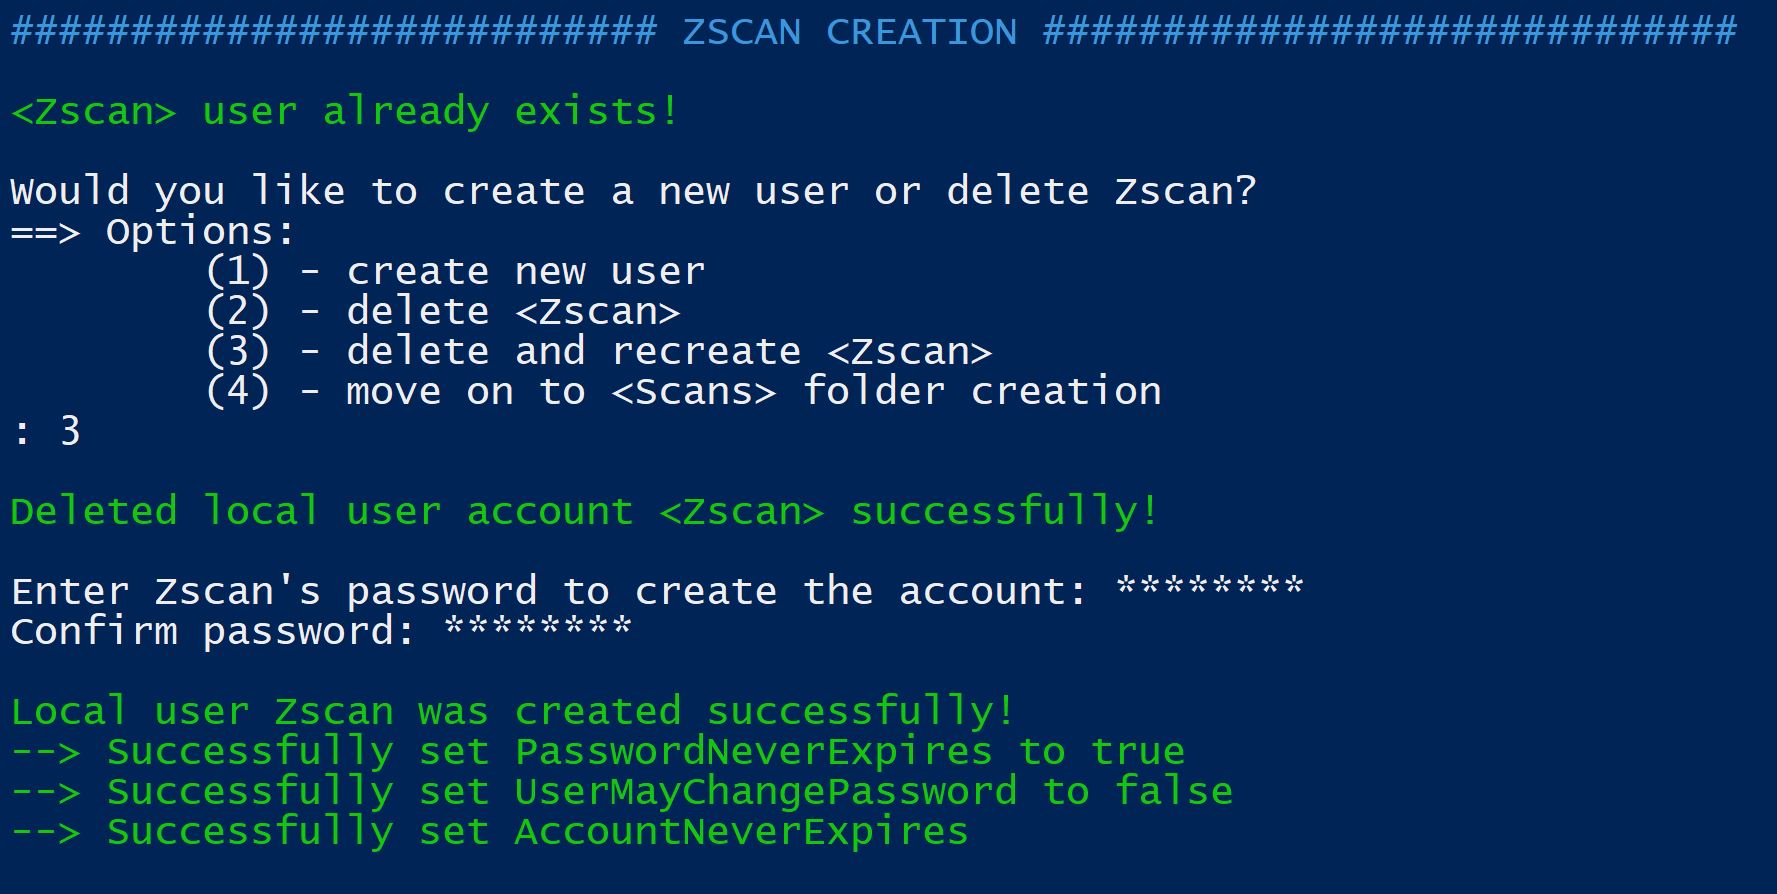 ########################### ZSCAN CREATION #############################
<Zscan> user already exists!
Would you like to create a new user or delete Zscan?
==> Options:
(1) - create new user
(2) - delete <Zscan>
(3) - delete and recreate <Zscan>
(4) - move on to <Scans> folder creation
: 3
Deleted local user account <Zscan> successfully!
Enter Zscan's password to create the account: ********
Confirm password: ********
Local user Zscan was created successfully!
--> Successfully set PasswordNeverExpires to true
--> Successfully set UserMayChangePassword to false
--> Successfully set AccountNeverExpires